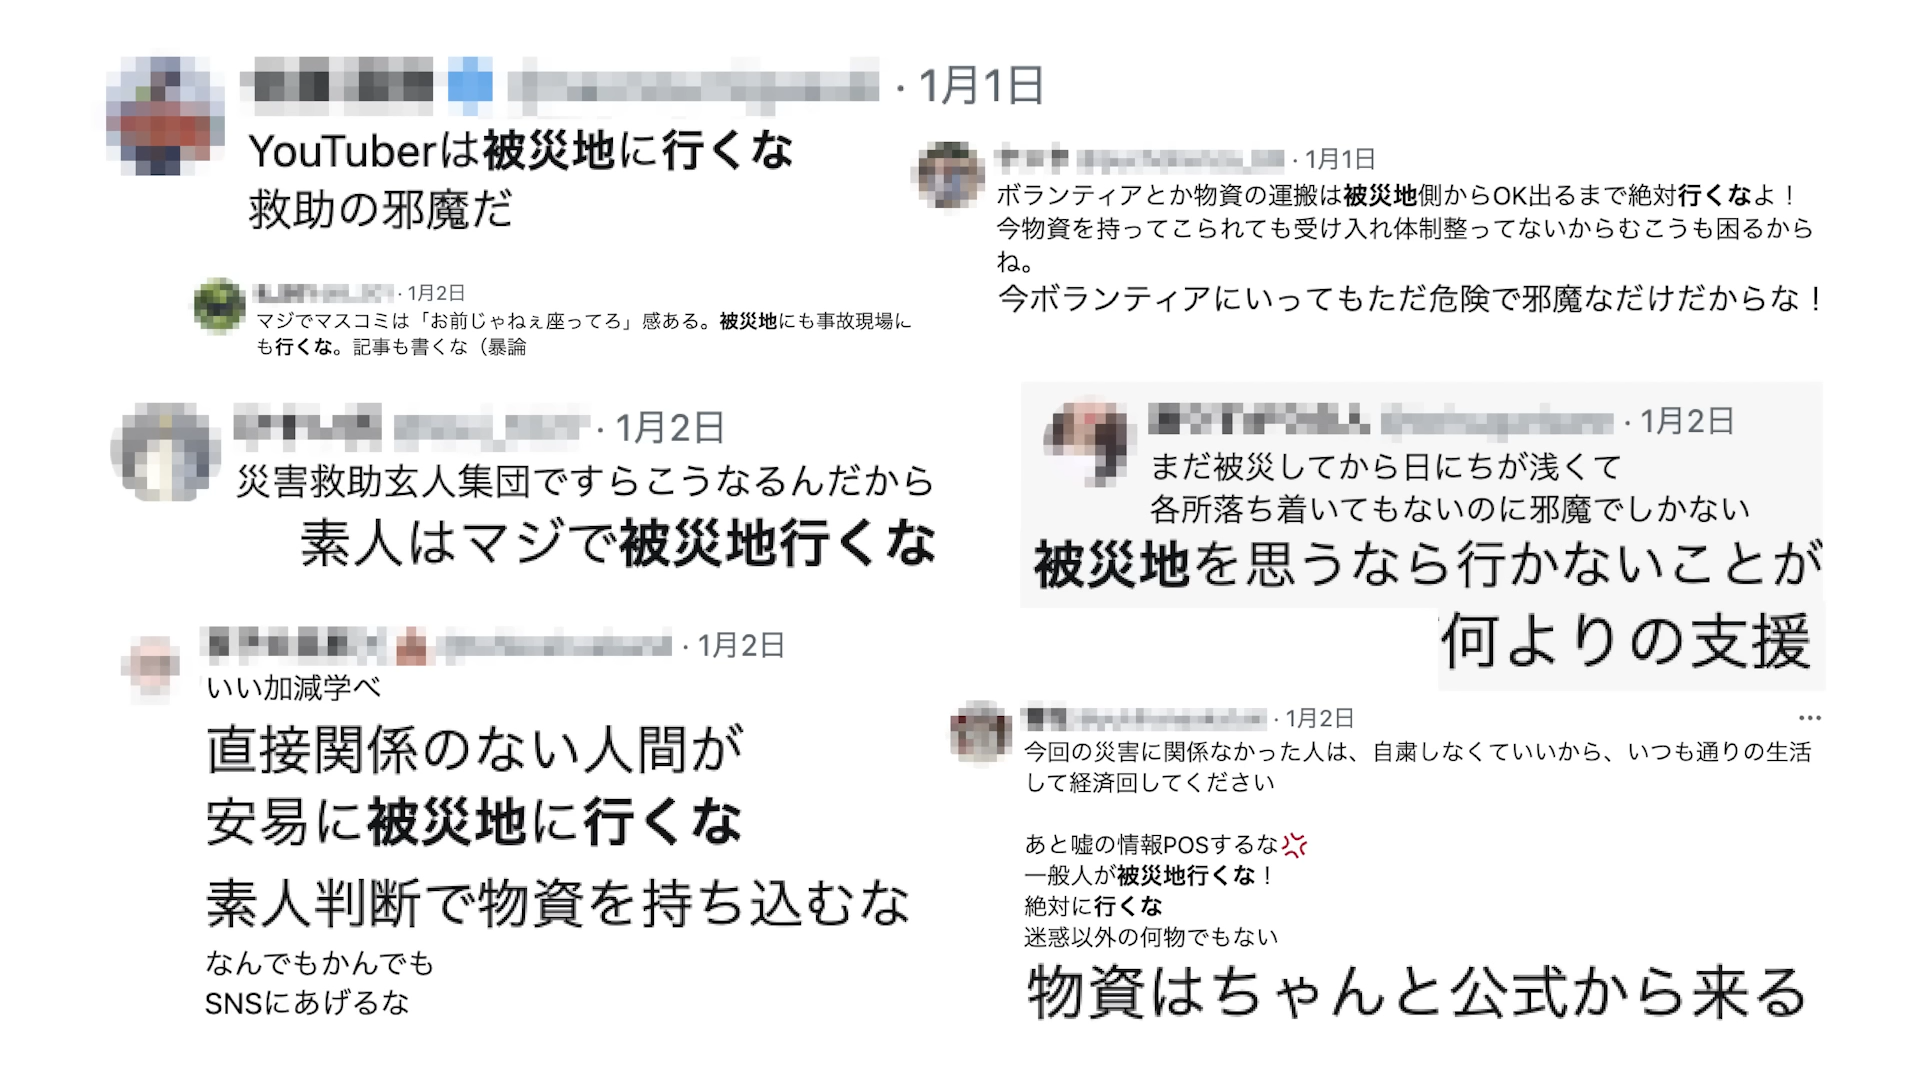 · 1月1日
YouTuberは被災地に行くな
救助の邪魔だ
· 1月1日
ボランティアとか物資の運搬は被災地側からOK出るまで絶対行くなよ！
今物資を持ってこられても受け入れ体制整ってないからむこうも困るから
ね。
今ボランティアにいってもただ危険で邪魔なだけだからな！
· 1月2日
マジでマスコミは「お前じゃねぇ座ってろ」感ある。被災地にも事故現場に
も行くな。記事も書くな（暴論
· 1月2日
災害救助玄人集団ですらこうなるんだから
素人はマジで被災地行くな
· 1月2日
まだ被災してから日にちが浅くて
各所落ち着いてもないのに邪魔でしかない
被災地を思うなら行かないことが
何よりの支援
· 1月2日
いい加減学べ
直接関係のない人間が
安易に被災地に行くな
素人判断で物資を持ち込むな
なんでもかんでも
SNSにあげるな
· 1月2日
今回の災害に関係なかった人は、自粛しなくていいから、いつも通りの生活
して経済回してください
あと嘘の情報POSするな💢
一般人が被災地行くな！
絶対に行くな
迷惑以外の何物でもない
物資はちゃんと公式から来る